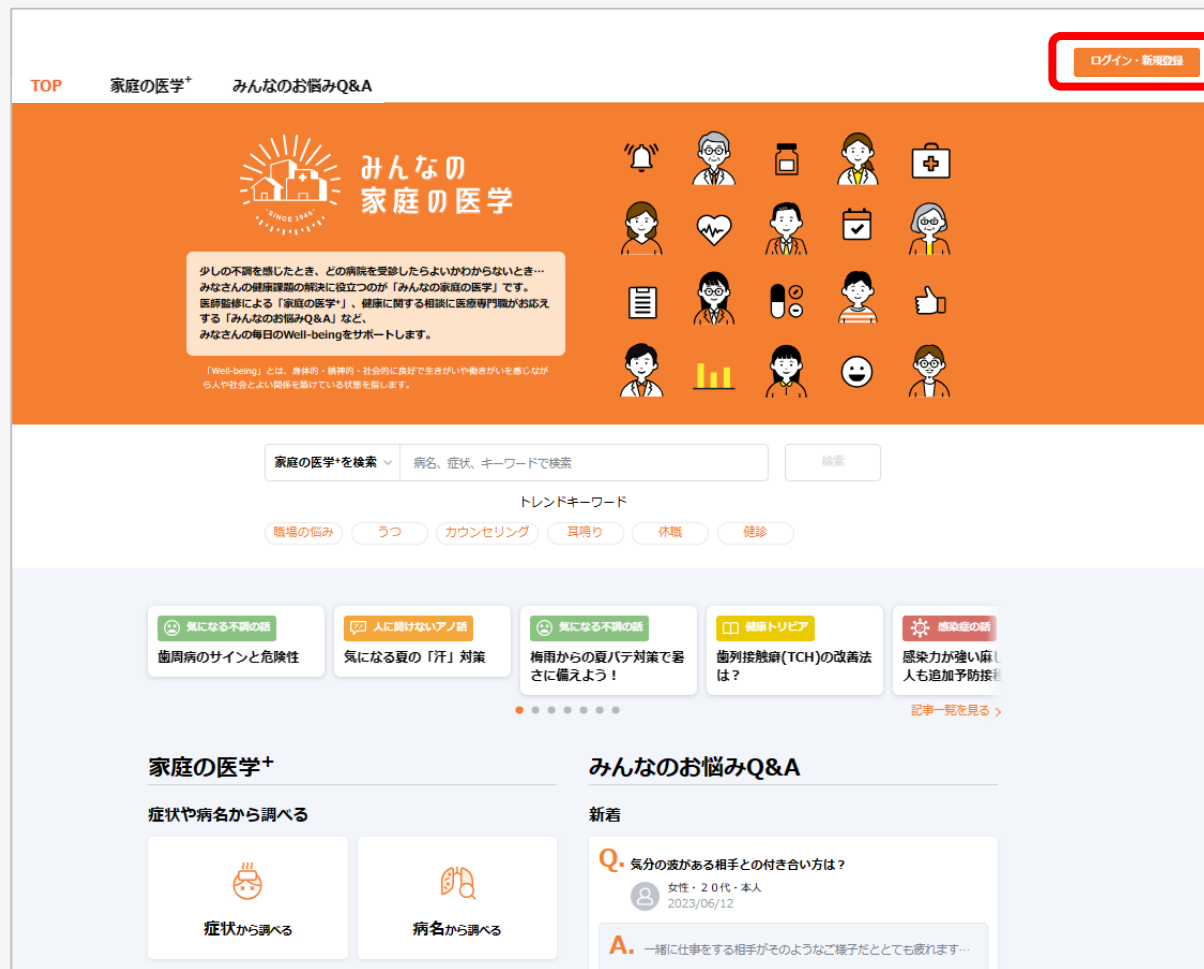 ログイン・新規登録
TOP 家庭の医学+ みんなのお悩みQ&A
みんなの
家庭の医学
SINCE 1946
少しの不調を感じたとき、どの病院を受診したらよいかわからないとき…
みなさんの健康課題の解決に役立つのが「みんなの家庭の医学」です。
医師監修による「家庭の医学+」、健康に関する相談に医療専門職がお応え
する「みんなのお悩みQ&A」など、
みなさんの毎日のWell-beingをサポートします。
「Well-being」とは、身体的・精神的・社会的に良好で生きがいや働きがいを感じなが
ら人や社会とよい関係を築けている状態を指します。
家庭の医学+を検索 病名、症状、キーワードで検索 検索
トレンドキーワード
職場の悩み うつ カウンセリング 耳鳴り 休職 健診
気になる不調の話 人に聞けないアノ話 気になる不調の話 健康トリビア 感染症の話
歯周病のサインと危険性 気になる夏の「汗」対策 梅雨からの夏バテ対策で暑 歯列接触癖(TCH)の改善法 感染力が強い麻し
さに備えよう! は? 人も追加予防接種
記事一覧を見る
家庭の医学+ みんなのお悩みQ&A
症状や病名から調べる 新着
Q. 気分の波がある相手との付き合い方は?
女性・20代・本人
2023/06/12
症状から調べる 病名から調べる
A. 一緒に仕事をする相手がそのようなご様子だととても疲れます…